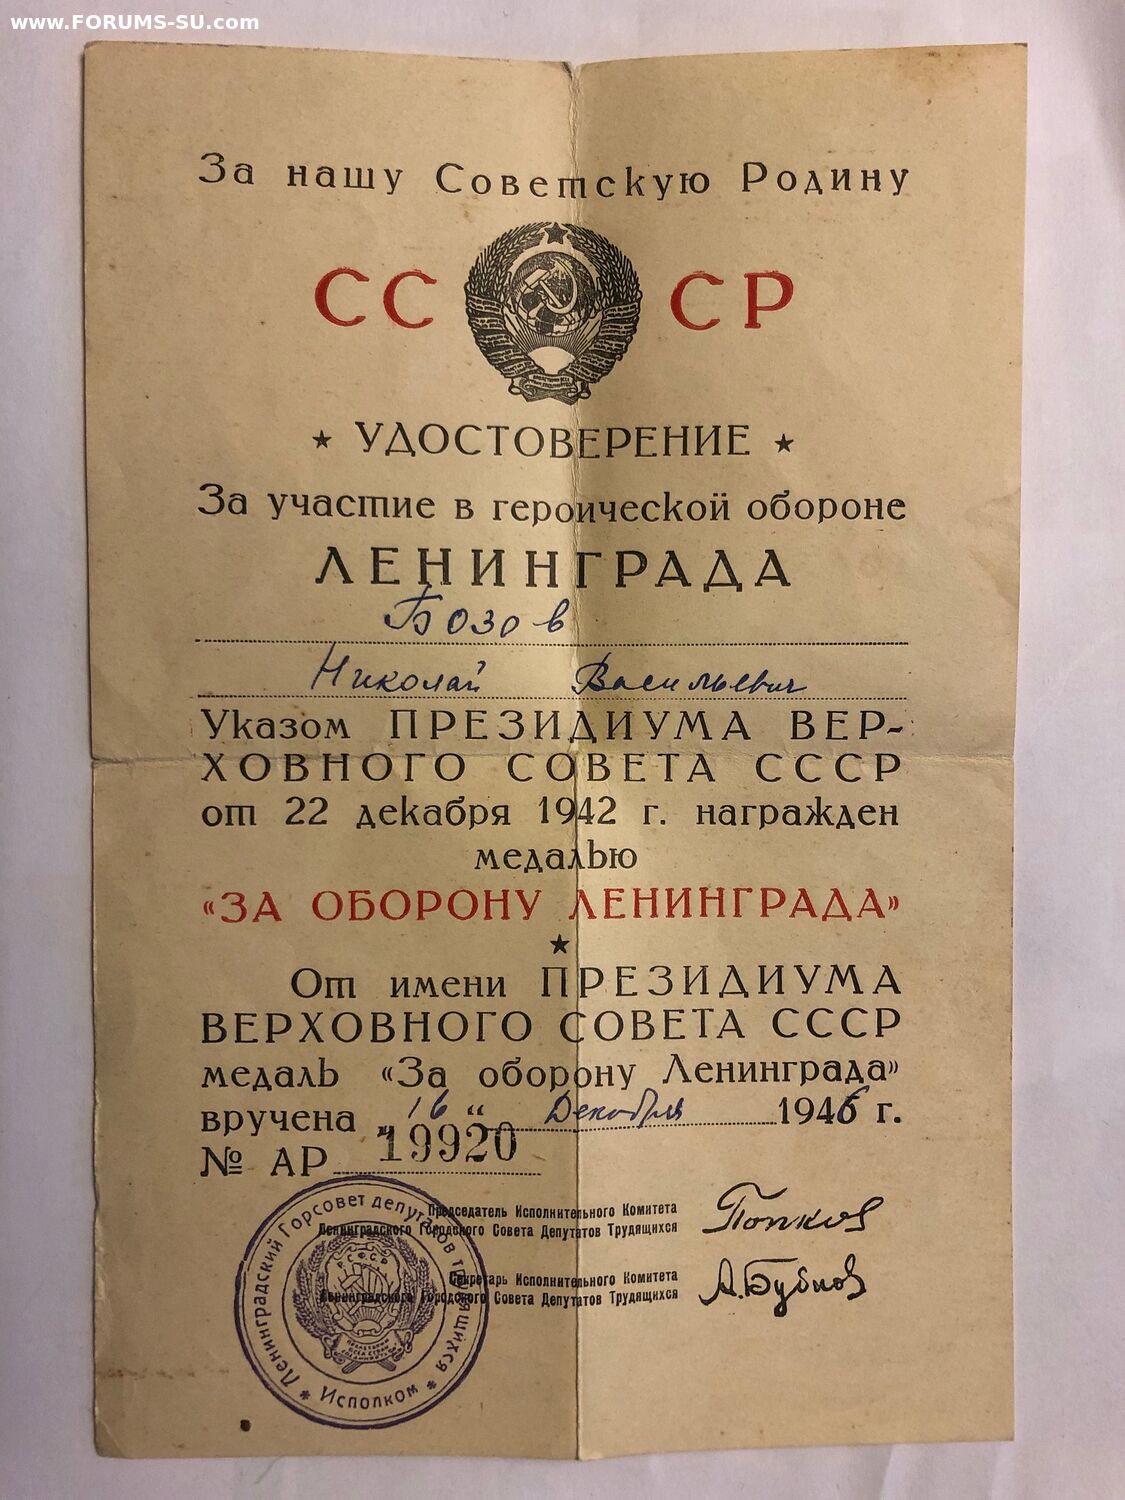 www.FORUMS-SU.com
За нашу Советскую Родину
СС СР
★ УДОСТОВЕРЕНИЕ ★
За участие в героической обороне
ЛЕНИНГРАДА
Бозов
Николай Васильевич
Указом ПРЕЗИДИУМА ВЕР-
ХОВНОГО СОВЕТА СССР
от 22 декабря 1942 г. награжден
медалью
«ЗА ОБОРОНУ ЛЕНИНГРАДА»
★
От имени ПРЕЗИДИУМА
ВЕРХОВНОГО СОВЕТА СССР
медаль «За оборону Ленинграда»
вручена „16“ Декабря 1946 г.
№ АР 19920
Председатель Исполнительного Комитета
Ленинградского Городского Совета Депутатов Трудящихся
Попков
Секретарь Исполнительного Комитета
Ленинградского Городского Совета Депутатов Трудящихся
А.Бубнов
Ленинградский Горсовет депутатов трудящихся
* Исполком *
РСФСР